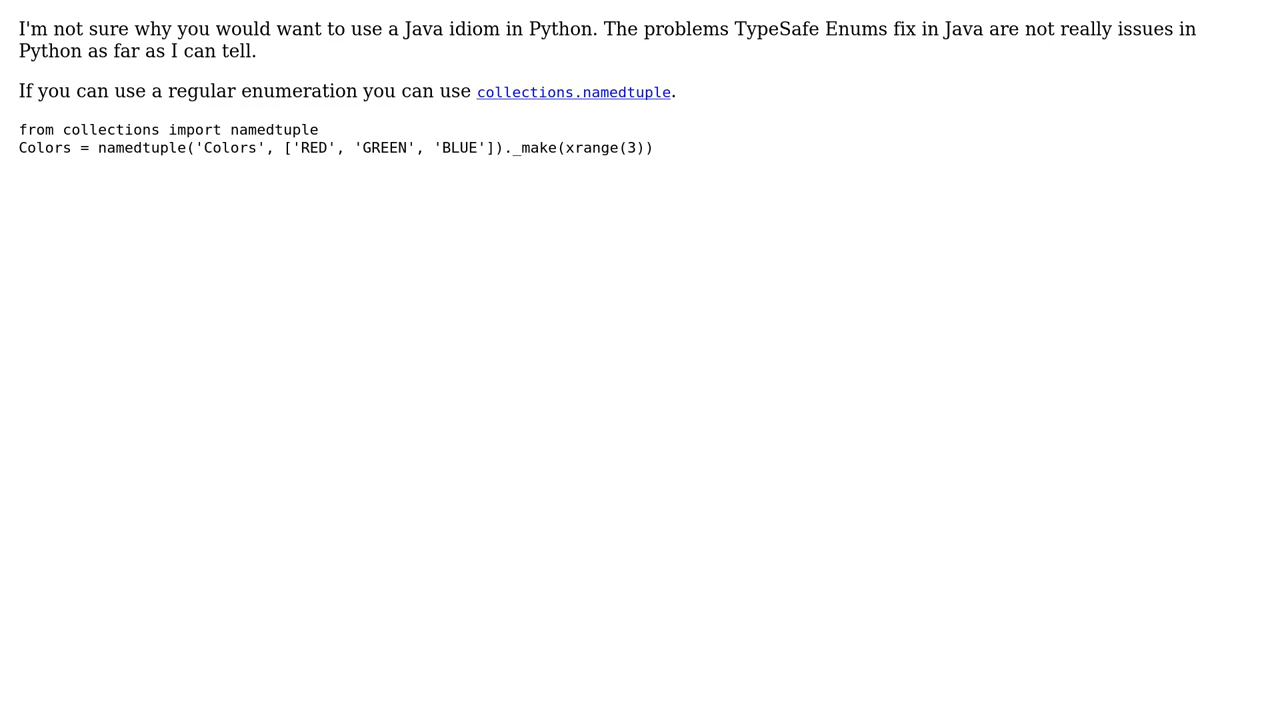 I'm not sure why you would want to use a Java idiom in Python. The problems TypeSafe Enums fix in Java are not really issues in
Python as far as I can tell.
If you can use a regular enumeration you can use collections.namedtuple.
from collections import namedtuple
Colors = namedtuple('Colors', ['RED', 'GREEN', 'BLUE'])._make(xrange(3))